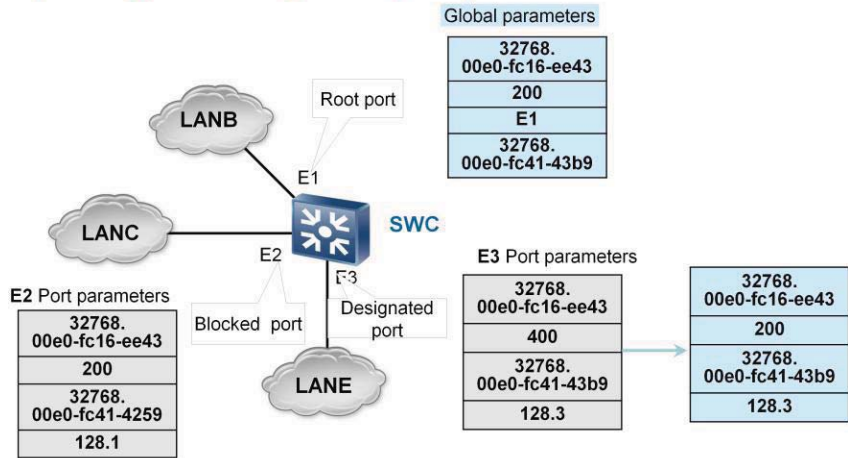 Global parameters
32768.
00e0-fc16-ee43
200
E1
32768.
00e0-fc41-43b9
Root port
LANB
E1
LANC
SWC
E2
E3
E2 Port parameters
32768.
00e0-fc16-ee43
200
32768.
00e0-fc41-4259
128.1
Blocked port
Designated
port
LANE
E3 Port parameters
32768.
00e0-fc16-ee43
400
32768.
00e0-fc41-43b9
128.3
32768.
00e0-fc16-ee43
200
32768.
00e0-fc41-43b9
128.3